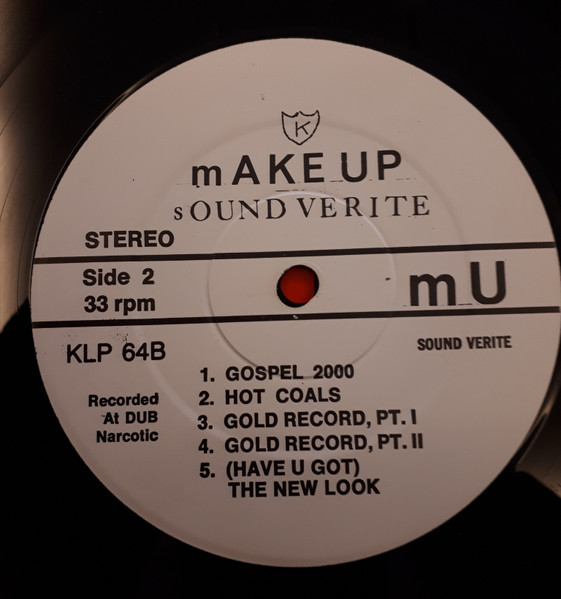 K
mAKE UP
sOUND VERITE
STEREO
Side 2
33 rpm
mU
KLP 64B
SOUND VERITE
Recorded
At DUB
Narcotic
1. GOSPEL 2000
2. HOT COALS
3. GOLD RECORD, PT. I
4. GOLD RECORD, PT. II
5. (HAVE U GOT)
THE NEW LOOK